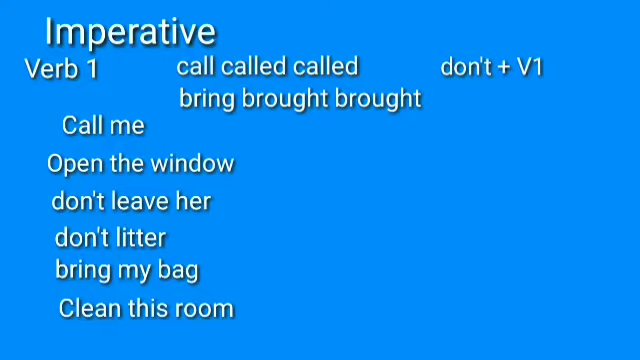 Imperative
Verb 1 call called called don't + V1
bring brought brought
Call me
Open the window
don't leave her
don't litter
bring my bag
Clean this room